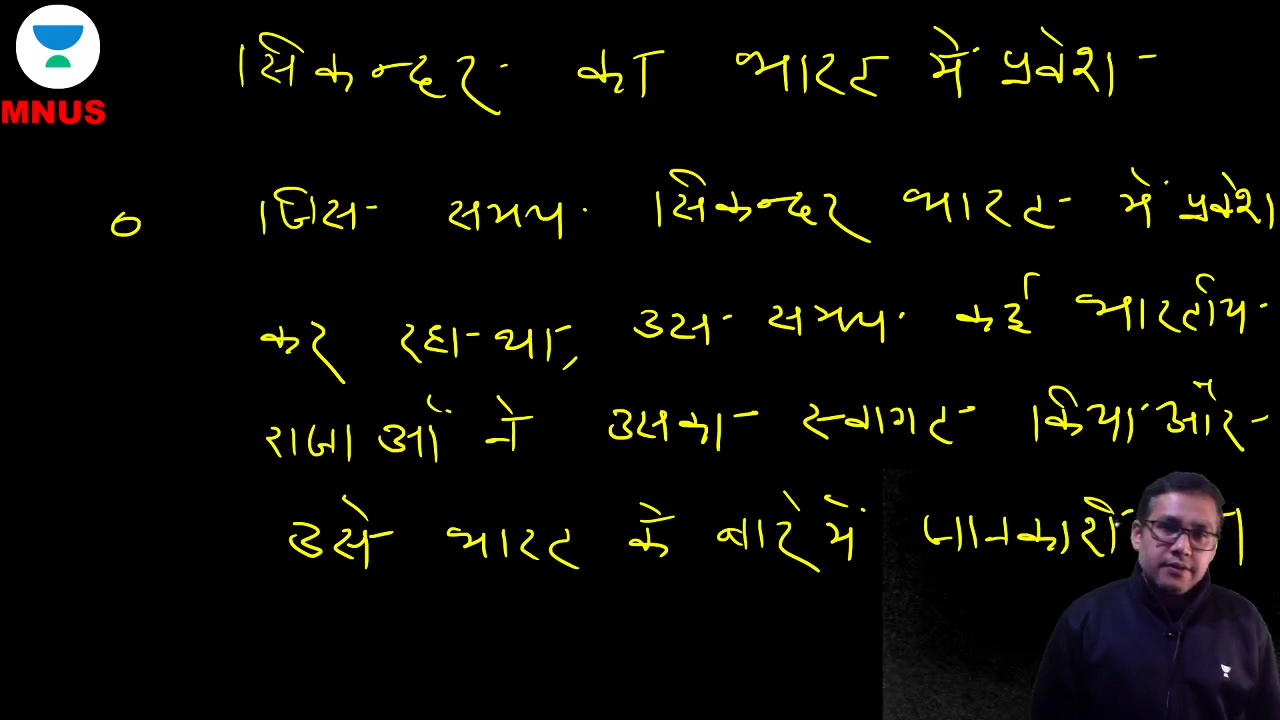 MNUS
सिकन्दर का भारत में प्रवेश -
० जिस समय सिकन्दर भारत में प्रवेश
कर रहा था, उस समय कई भारतीय
राजाओं ने उसका स्वागत किया और
उसे भारत के बारे में जानकारी